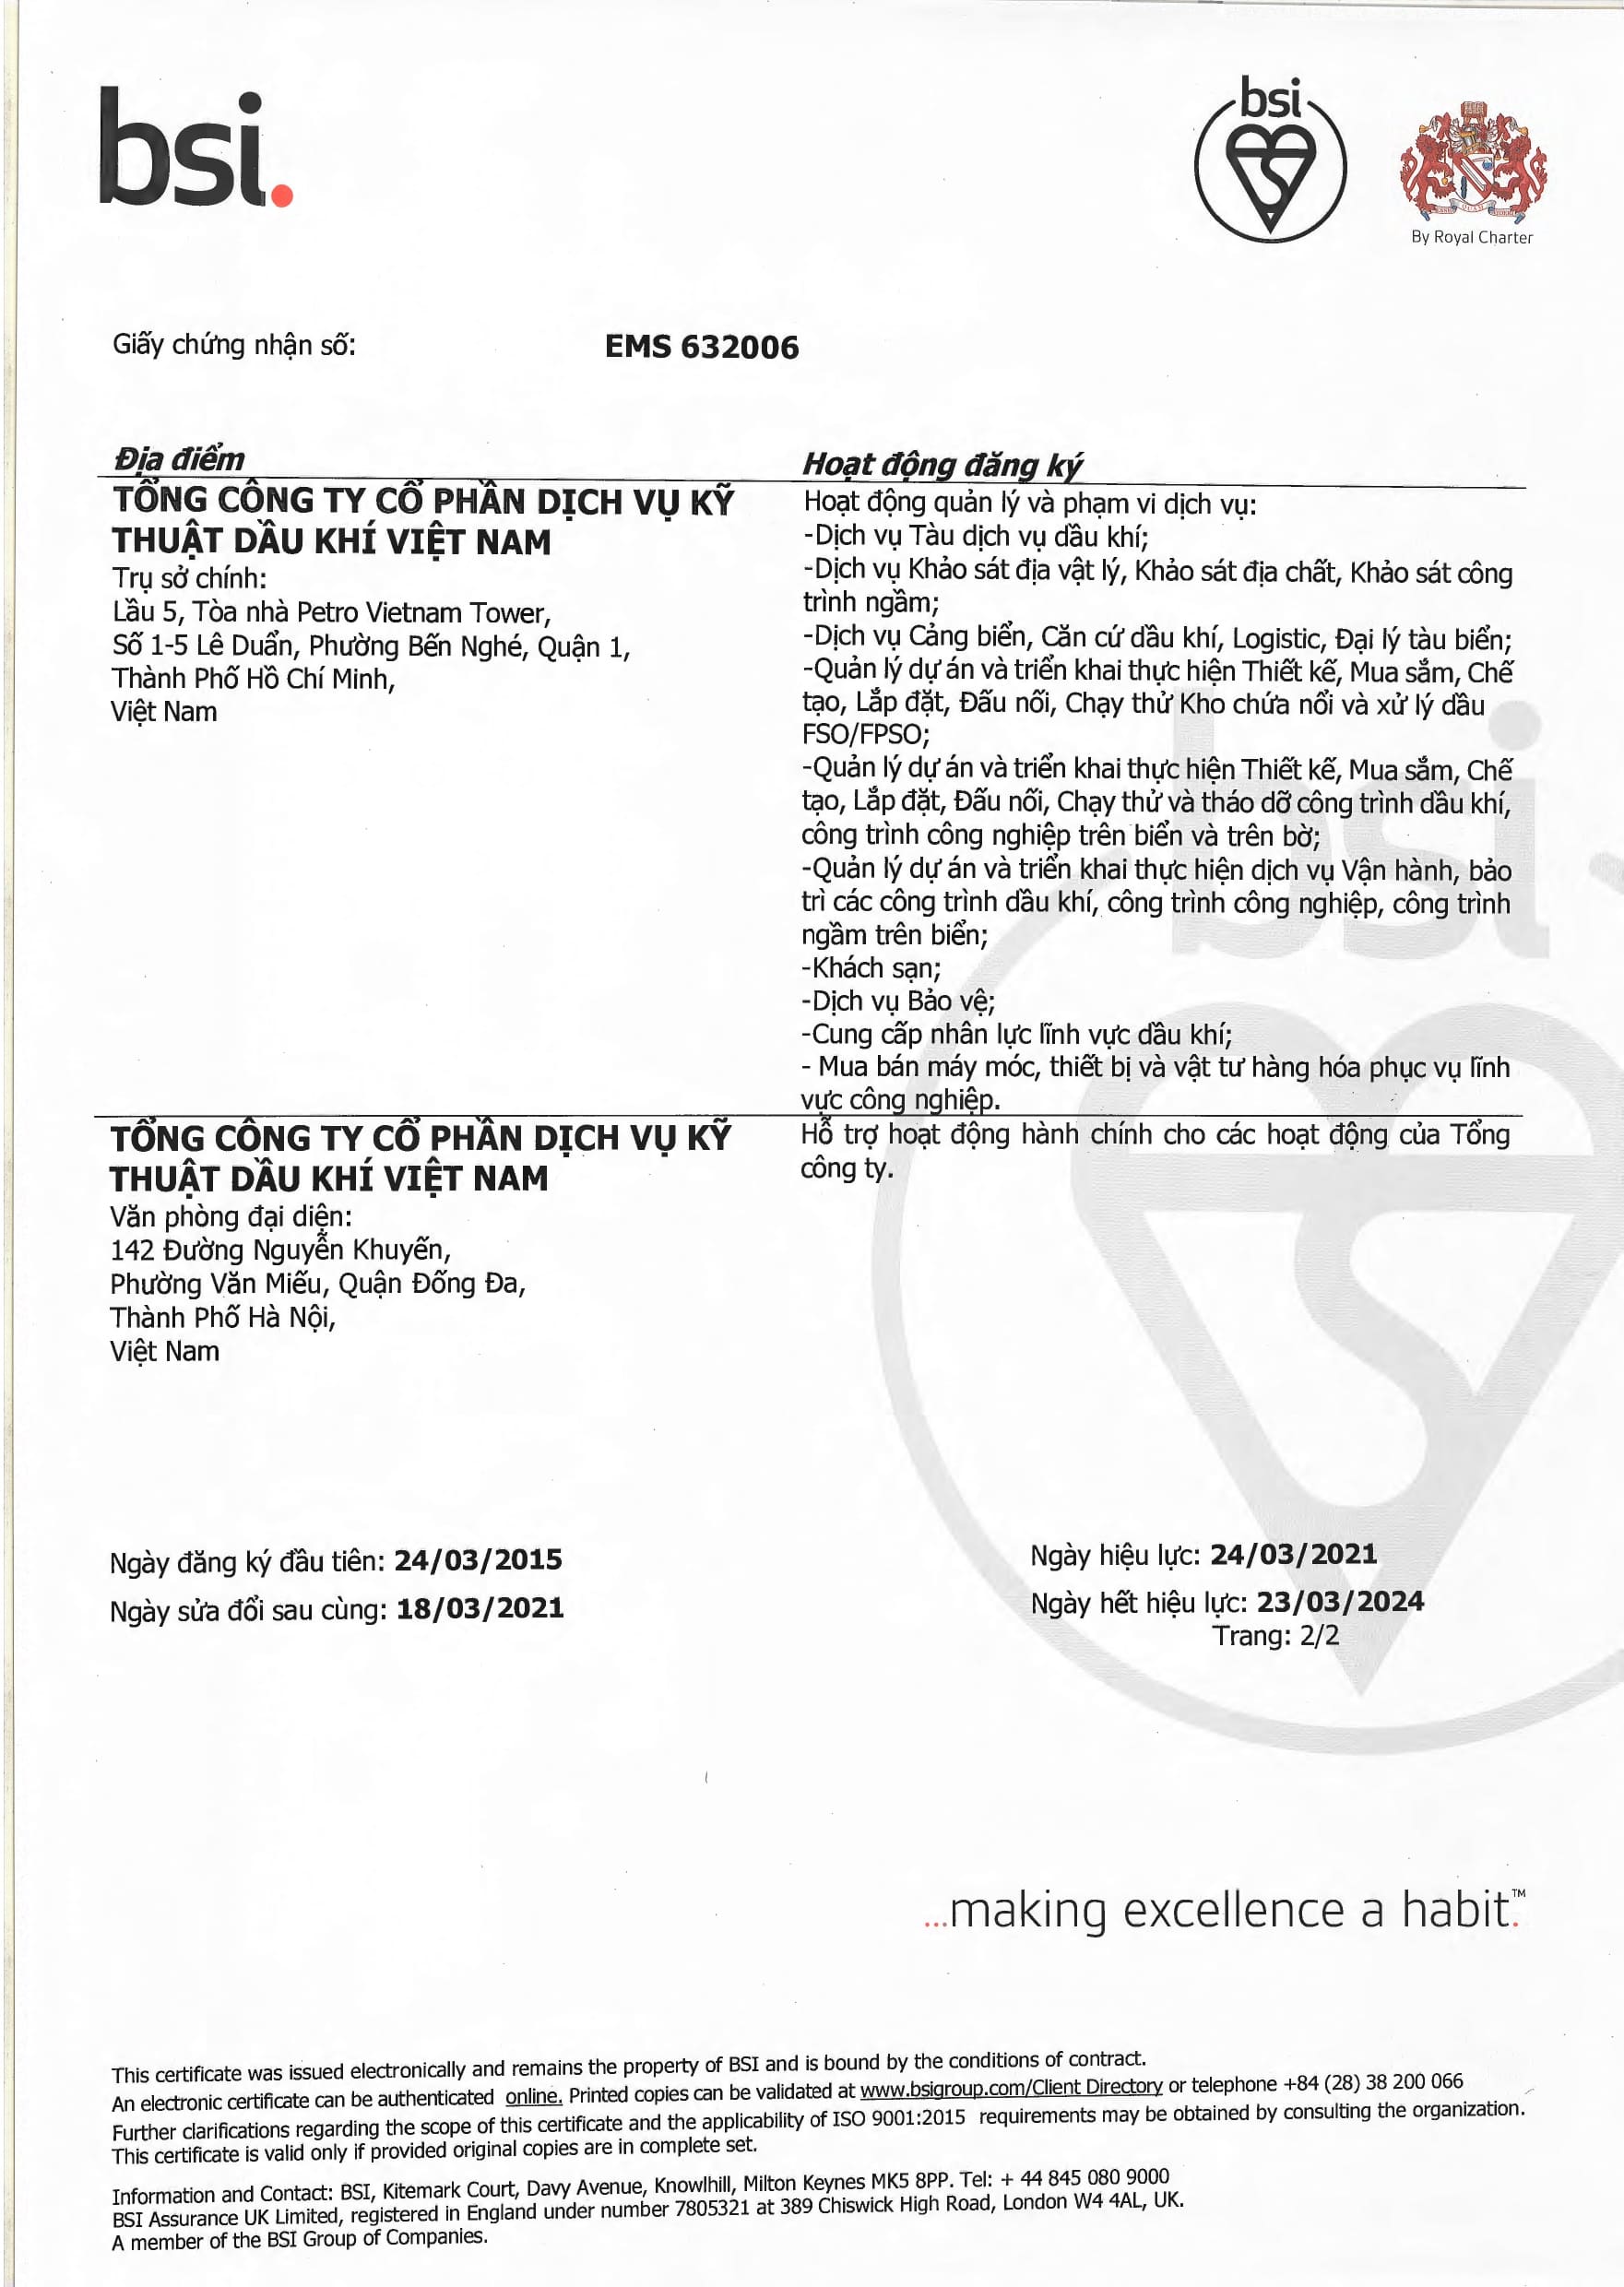 bsi.
bsi
By Royal Charter
Giấy chứng nhận số: EMS 632006
Địa điểm
Hoạt động đăng ký
TỔNG CÔNG TY CỔ PHẦN DỊCH VỤ KỸ
THUẬT DẦU KHÍ VIỆT NAM
Trụ sở chính:
Lầu 5, Tòa nhà Petro Vietnam Tower,
Số 1-5 Lê Duẩn, Phường Bến Nghé, Quận 1,
Thành Phố Hồ Chí Minh,
Việt Nam
Hoạt động quản lý và phạm vi dịch vụ:
-Dịch vụ Tàu dịch vụ dầu khí;
-Dịch vụ Khảo sát địa vật lý, Khảo sát địa chất, Khảo sát công
trình ngầm;
-Dịch vụ Cảng biển, Căn cứ dầu khí, Logistic, Đại lý tàu biển;
-Quản lý dự án và triển khai thực hiện Thiết kế, Mua sắm, Chế
tạo, Lắp đặt, Đấu nối, Chạy thử Kho chứa nổi và xử lý dầu
FSO/FPSO;
-Quản lý dự án và triển khai thực hiện Thiết kế, Mua sắm, Chế
tạo, Lắp đặt, Đấu nối, Chạy thử và tháo dỡ công trình dầu khí,
công trình công nghiệp trên biển và trên bờ;
-Quản lý dự án và triển khai thực hiện dịch vụ Vận hành, bảo
trì các công trình dầu khí, công trình công nghiệp, công trình
ngầm trên biển;
-Khách sạn;
-Dịch vụ Bảo vệ;
-Cung cấp nhân lực lĩnh vực dầu khí;
- Mua bán máy móc, thiết bị và vật tư hàng hóa phục vụ lĩnh
vực công nghiệp.
TỔNG CÔNG TY CỔ PHẦN DỊCH VỤ KỸ
THUẬT DẦU KHÍ VIỆT NAM
Văn phòng đại diện:
142 Đường Nguyễn Khuyến,
Phường Văn Miếu, Quận Đống Đa,
Thành Phố Hà Nội,
Việt Nam
Hỗ trợ hoạt động hành chính cho các hoạt động của Tổng
công ty.
bsi
Ngày đăng ký đầu tiên: 24/03/2015
Ngày sửa đổi sau cùng: 18/03/2021
Ngày hiệu lực: 24/03/2021
Ngày hết hiệu lực: 23/03/2024
Trang: 2/2
...making excellence a habit.™
This certificate was issued electronically and remains the property of BSI and is bound by the conditions of contract.
An electronic certificate can be authenticated online. Printed copies can be validated at www.bsigroup.com/Client Directory or telephone +84 (28) 38 200 066
Further clarifications regarding the scope of this certificate and the applicability of ISO 9001:2015 requirements may be obtained by consulting the organization.
This certificate is valid only if provided original copies are in complete set.
Information and Contact: BSI, Kitemark Court, Davy Avenue, Knowlhill, Milton Keynes MK5 8PP. Tel: + 44 845 080 9000
BSI Assurance UK Limited, registered in England under number 7805321 at 389 Chiswick High Road, London W4 4AL, UK.
A member of the BSI Group of Companies.